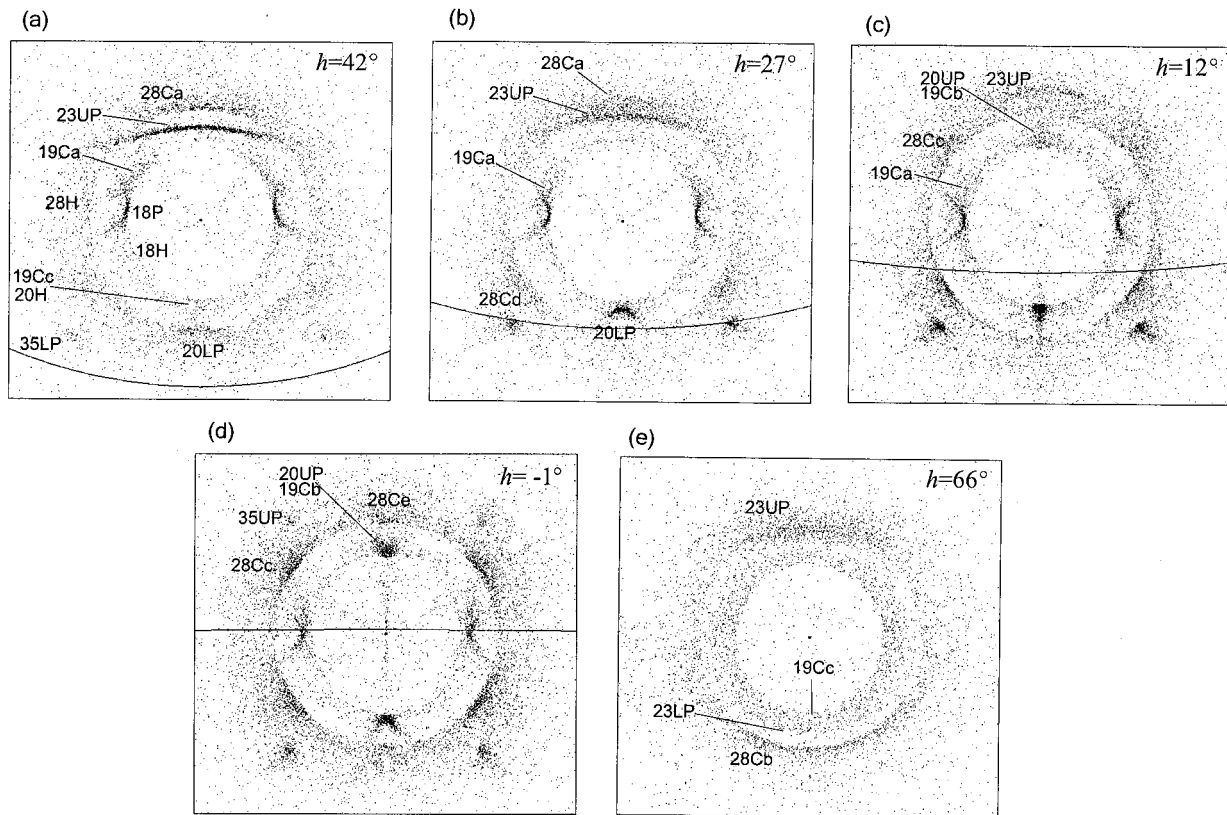 (a)
h=42°
28Ca
23UP
19Ca
28H
18P
18H
19Cc
20H
35LP
20LP
(b)
h=27°
28Ca
23UP
19Ca
28Cd
20LP
(c)
h=12°
20UP 23UP
19Cb
28Cc
19Ca
(d)
h= -1°
20UP
19Cb
28Ce
35UP
28Cc
(e)
h=66°
23UP
19Cc
23LP
28Cb